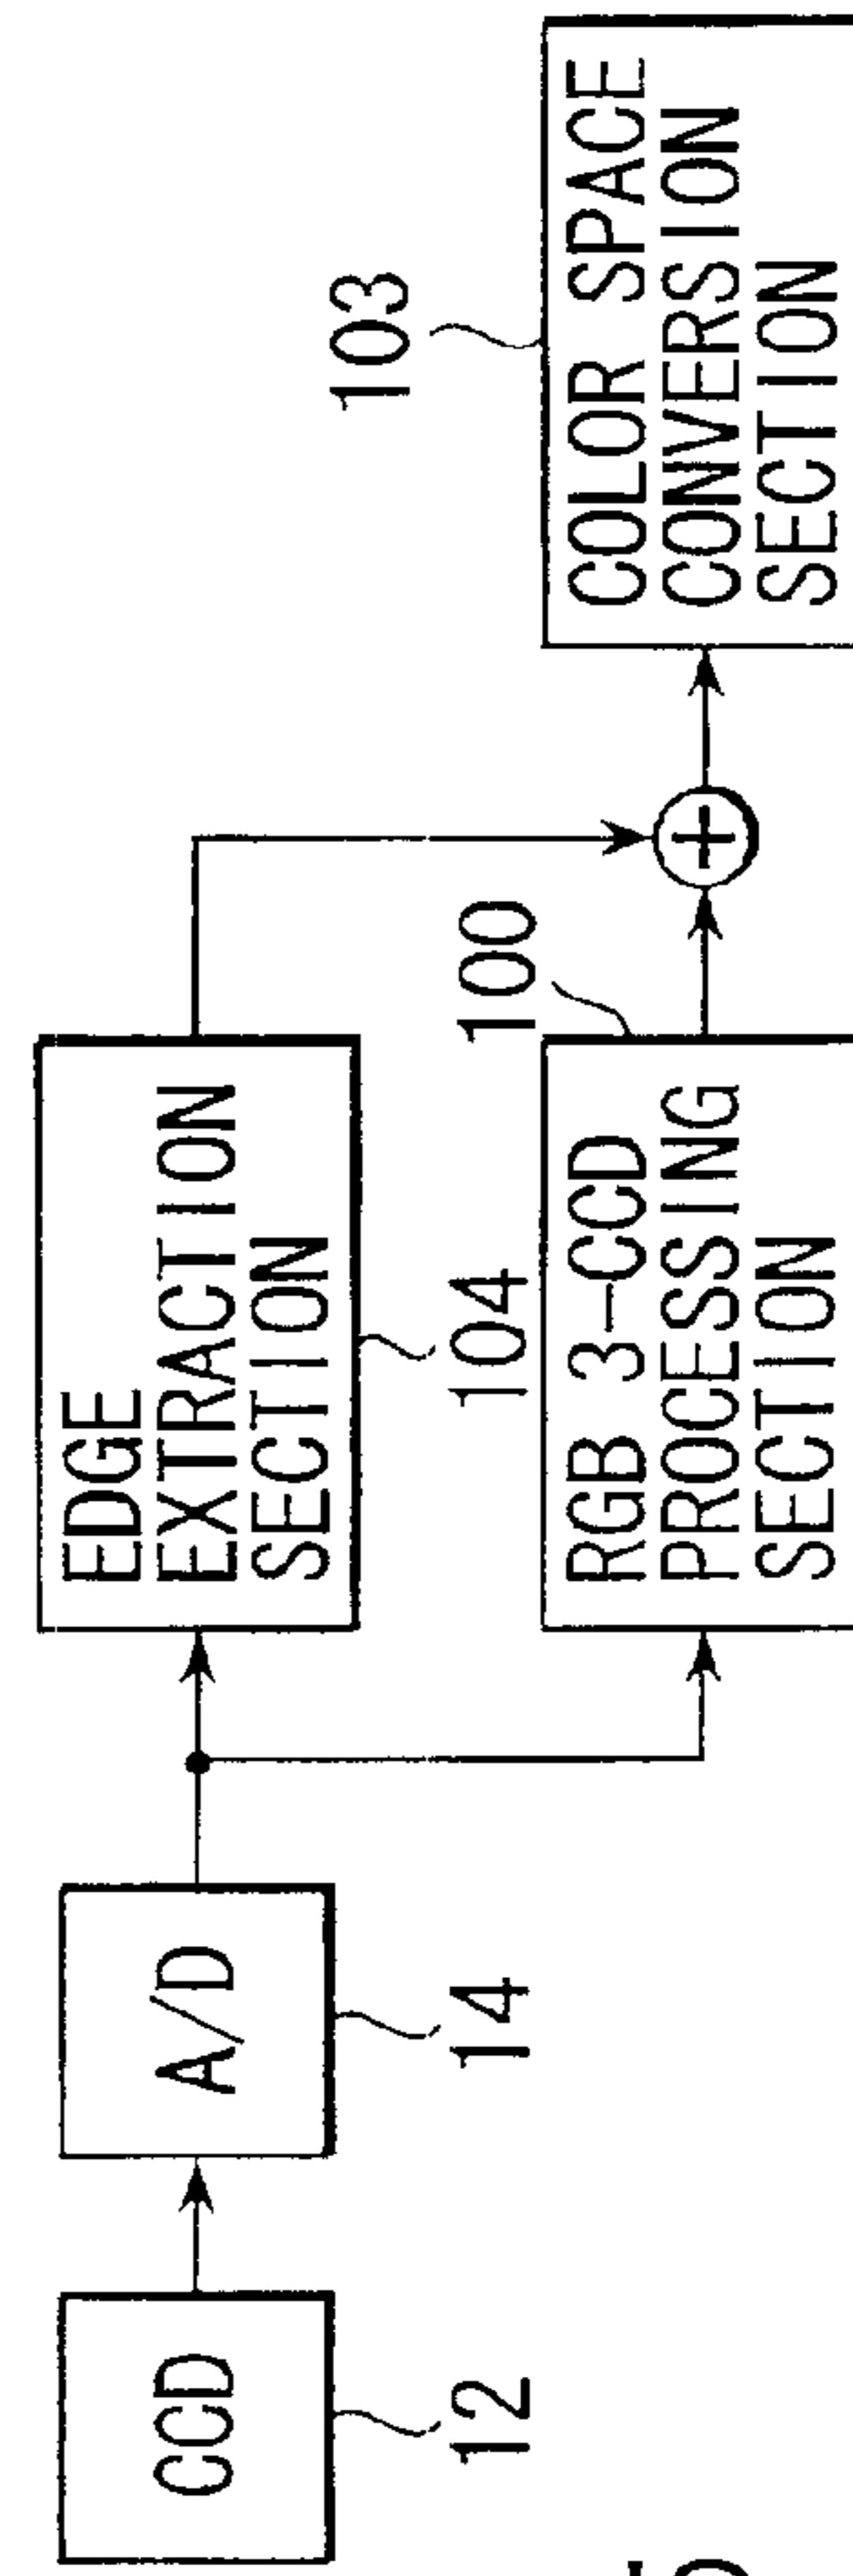 CCD
12
A/D
14
EDGE
EXTRACTION
SECTION
104
RGB 3-CCD
PROCESSING
SECTION
100
COLOR SPACE
CONVERSION
SECTION
103